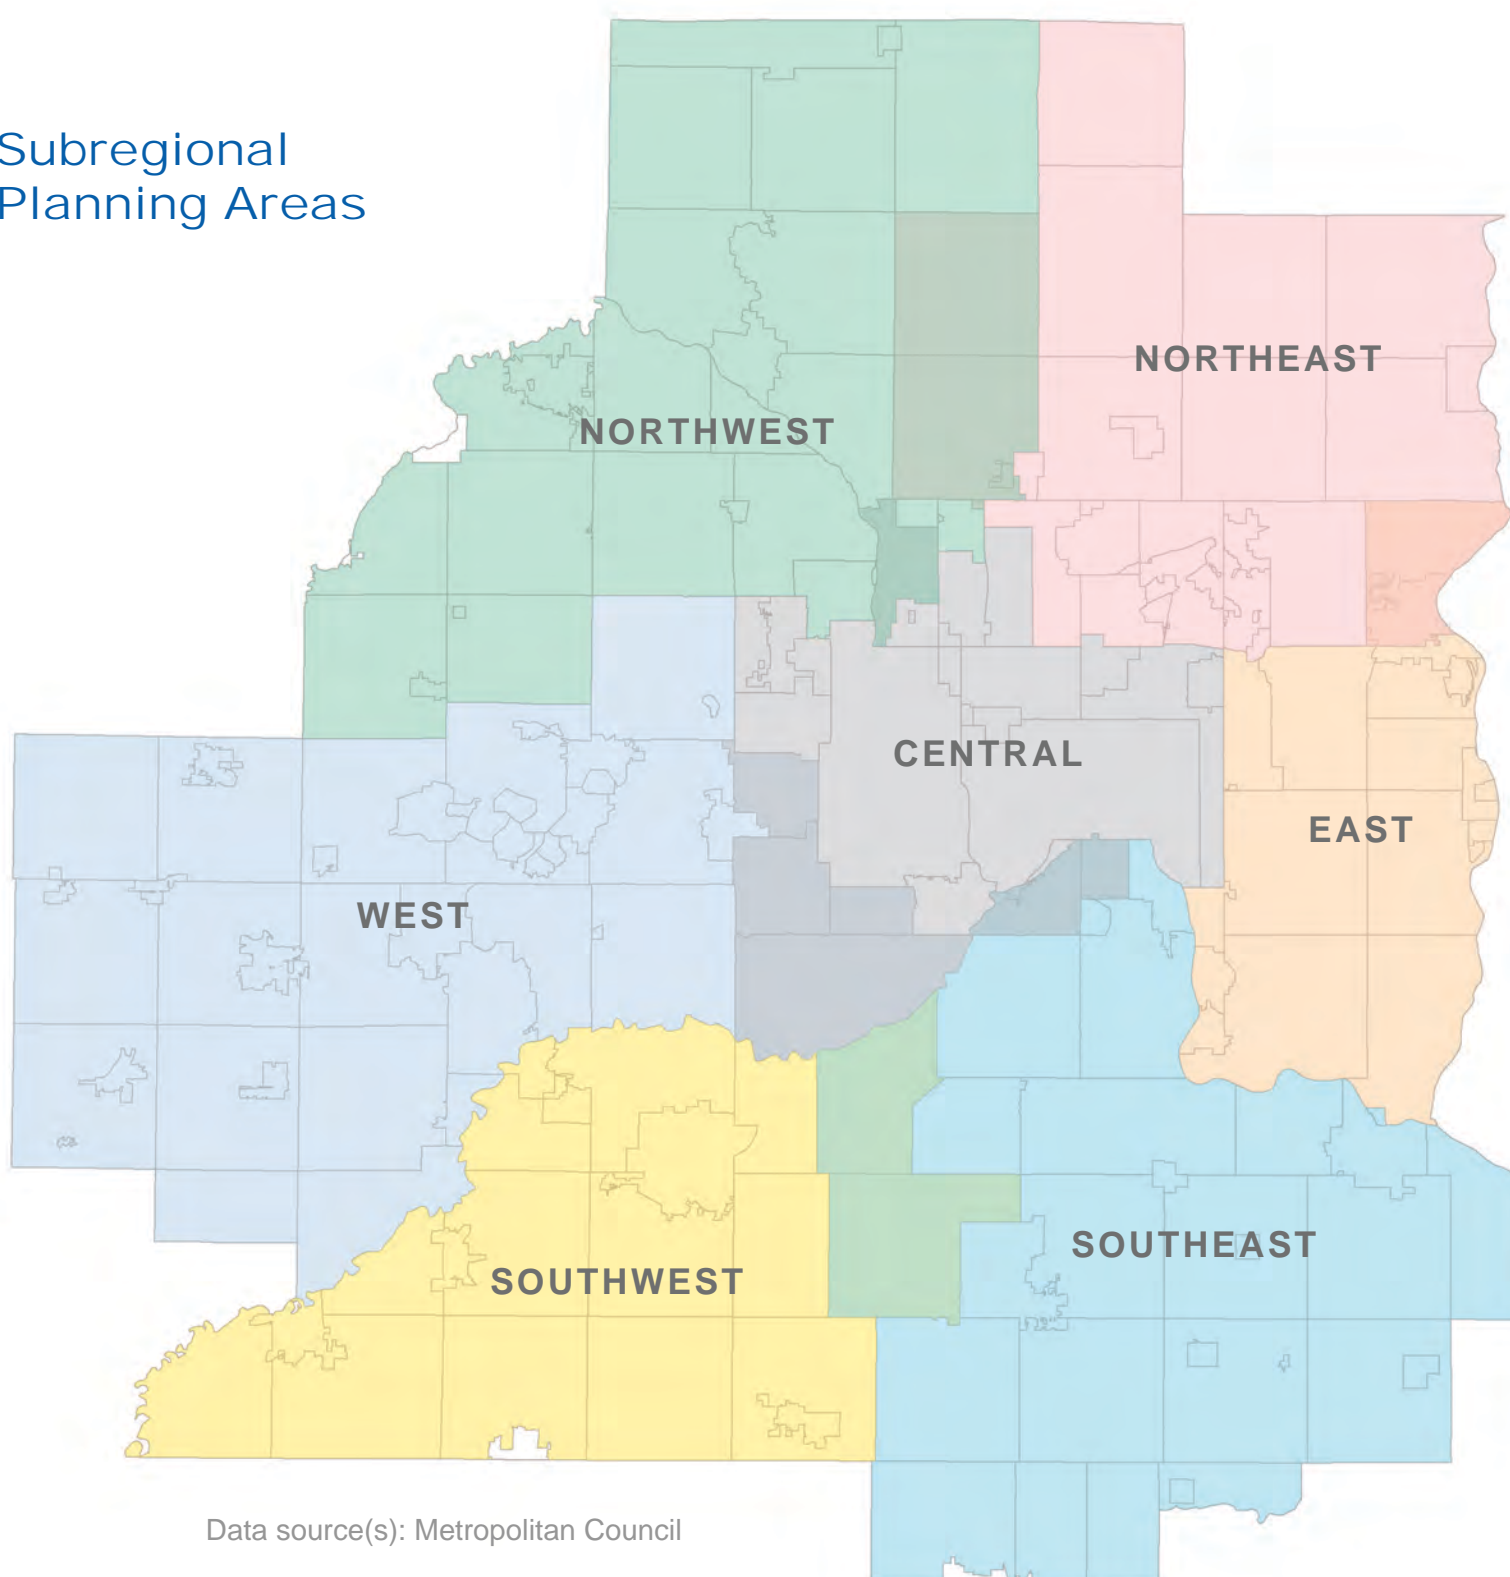 Subregional
Planning Areas
NORTHEAST
NORTHWEST
CENTRAL
EAST
WEST
SOUTHEAST
SOUTHWEST
Data source(s): Metropolitan Council